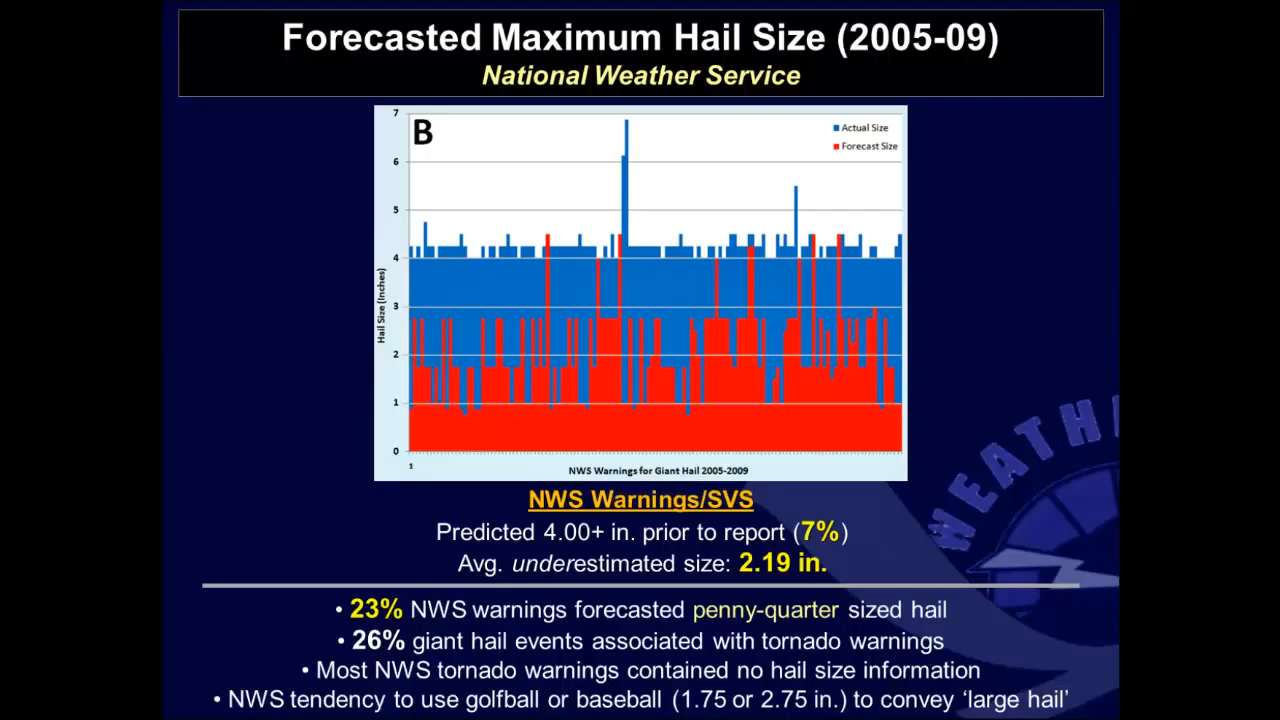 Forecasted Maximum Hail Size (2005-09)
National Weather Service
B
Actual Size
Forecast Size
7
6
5
4
3
2
1
0
Hail Size (Inches)
1
NWS Warnings for Giant Hail 2005-2009
NWS Warnings/SVS
Predicted 4.00+ in. prior to report (7%)
Avg. underestimated size: 2.19 in.
• 23% NWS warnings forecasted penny-quarter sized hail
• 26% giant hail events associated with tornado warnings
• Most NWS tornado warnings contained no hail size information
• NWS tendency to use golfball or baseball (1.75 or 2.75 in.) to convey ‘large hail’
WEATH